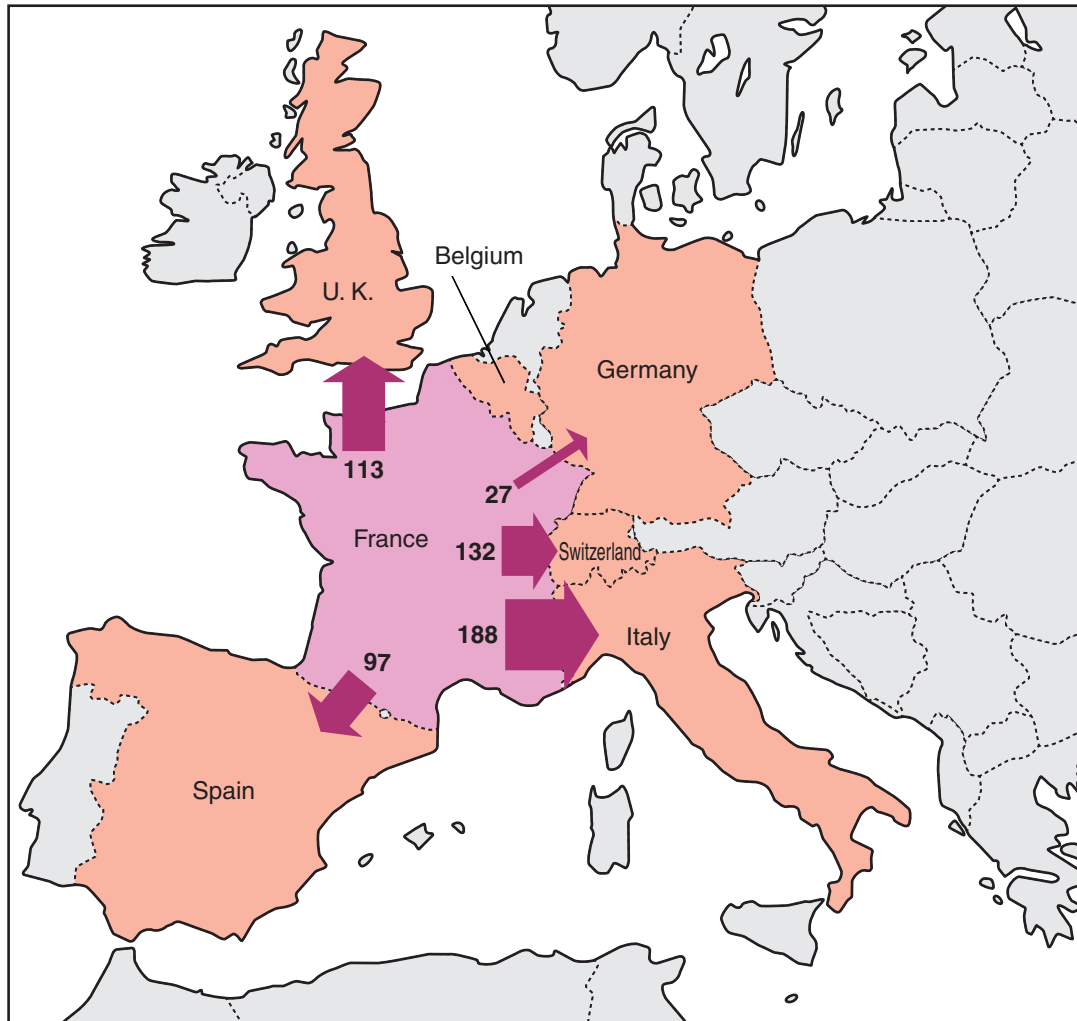 Belgium
U. K.
Germany
113
27
France
132
Switzerland
188
Italy
97
Spain